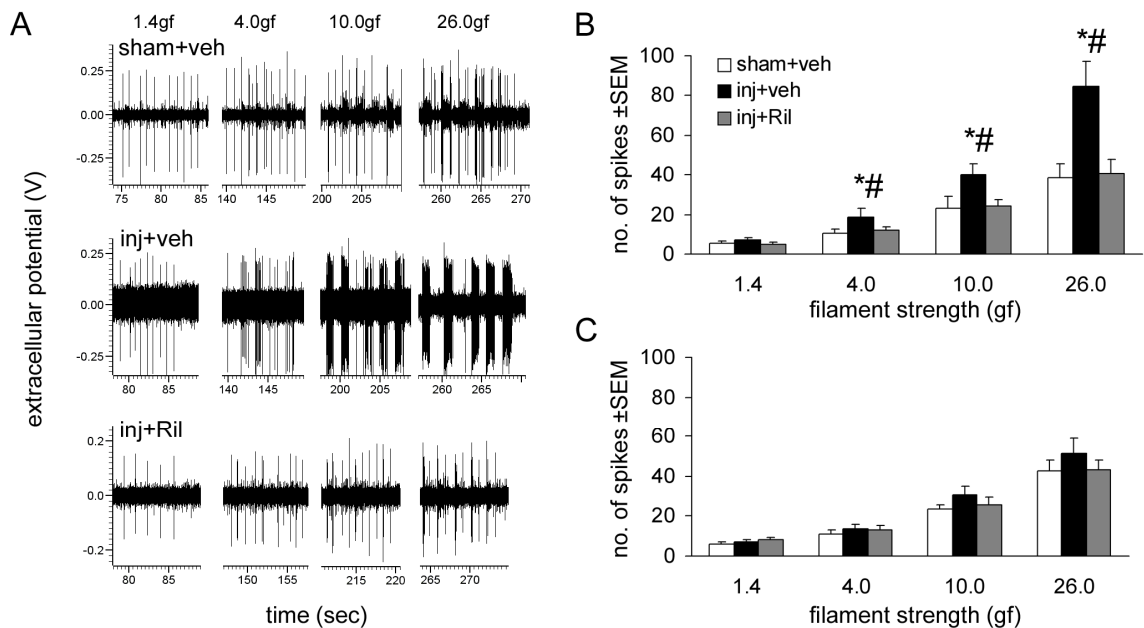 A
1.4gf 4.0gf 10.0gf 26.0gf
sham+veh
0.25
0.00
-0.25
75 80 85 140 145 200 205 260 265 270
inj+veh
0.25
0.00
-0.25
80 85 140 145 200 205 260 265
inj+Ril
0.2
0.0
-0.2
80 85 150 155 215 220 265 270
extracellular potential (V)
time (sec)
B
100
80
60
40
20
0
no. of spikes ±SEM
sham+veh
inj+veh
inj+Ril
*#
*#
*#
1.4 4.0 10.0 26.0
filament strength (gf)
C
100
80
60
40
20
0
no. of spikes ±SEM
1.4 4.0 10.0 26.0
filament strength (gf)